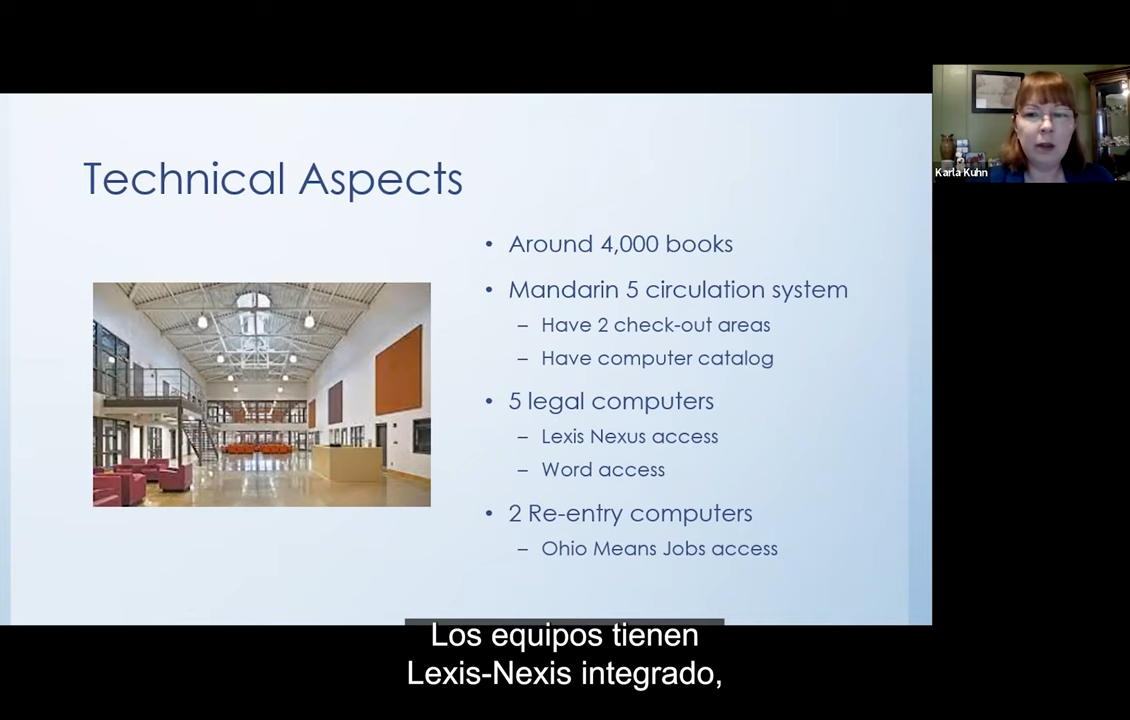 Technical Aspects
• Around 4,000 books
• Mandarin 5 circulation system
– Have 2 check-out areas
– Have computer catalog
• 5 legal computers
– Lexis Nexus access
– Word access
• 2 Re-entry computers
– Ohio Means Jobs access
Karla Kuhn
Los equipos tienen
Lexis-Nexis integrado,